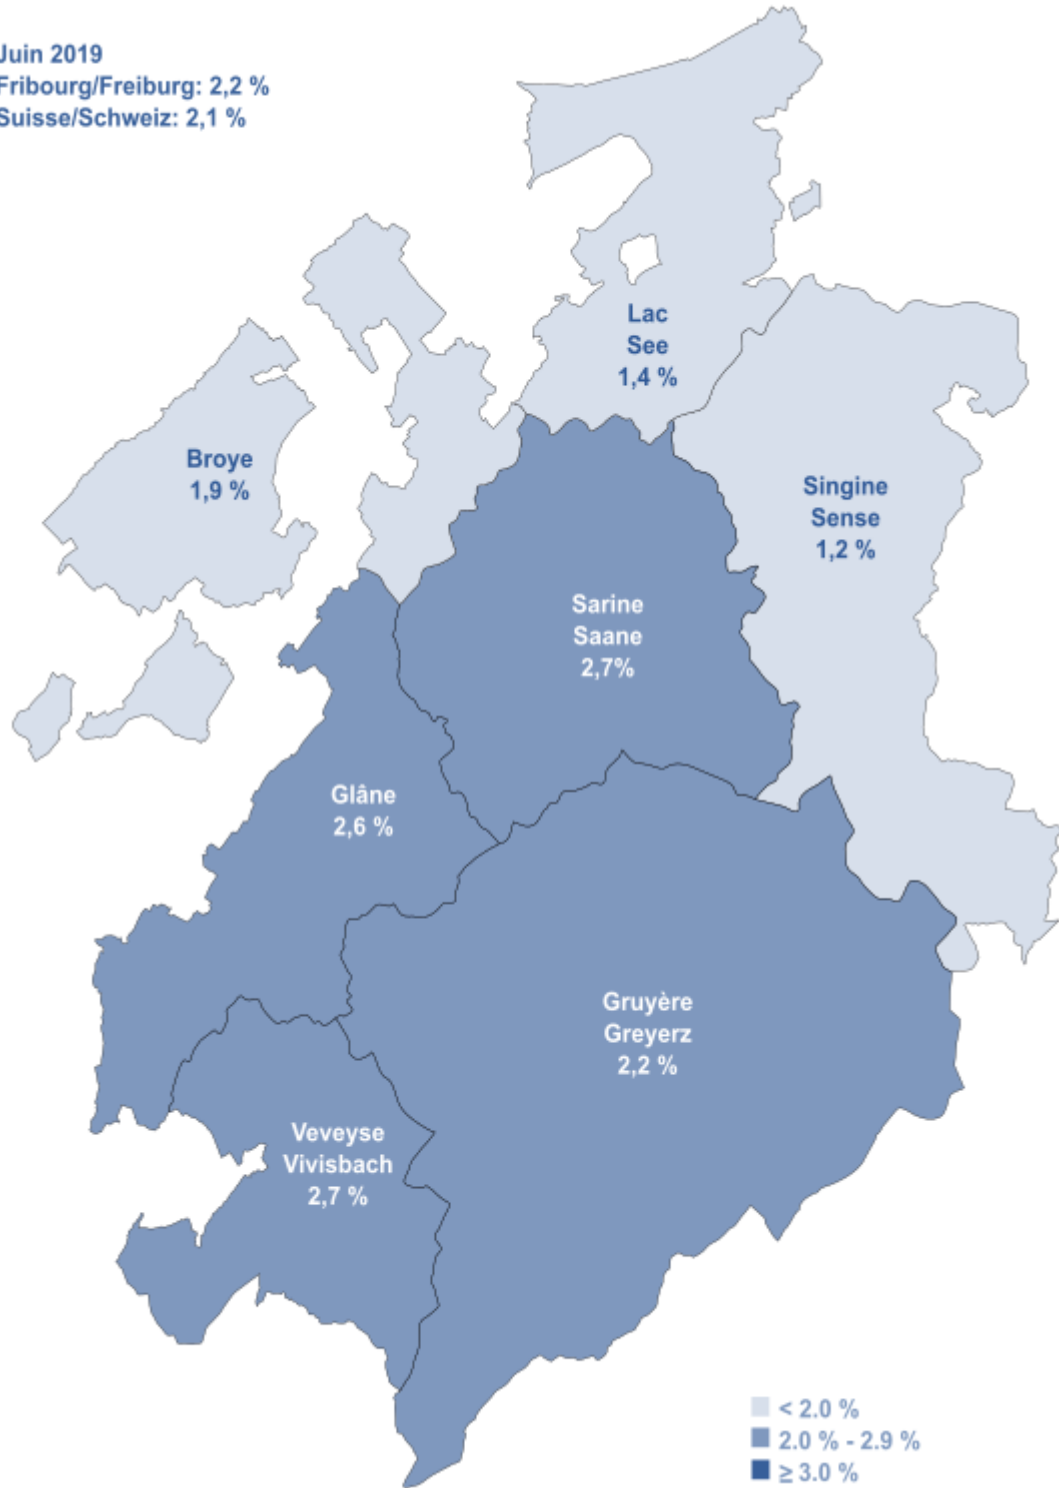 Juin 2019
Fribourg/Freiburg: 2,2 %
Suisse/Schweiz: 2,1 %
Lac
See
1,4 %
Broye
1,9 %
Singine
Sense
1,2 %
Sarine
Saane
2,7%
Glâne
2,6 %
Gruyère
Greyerz
2,2 %
Veveyse
Vivisbach
2,7 %
< 2.0 %
2.0 % - 2.9 %
≥ 3.0 %